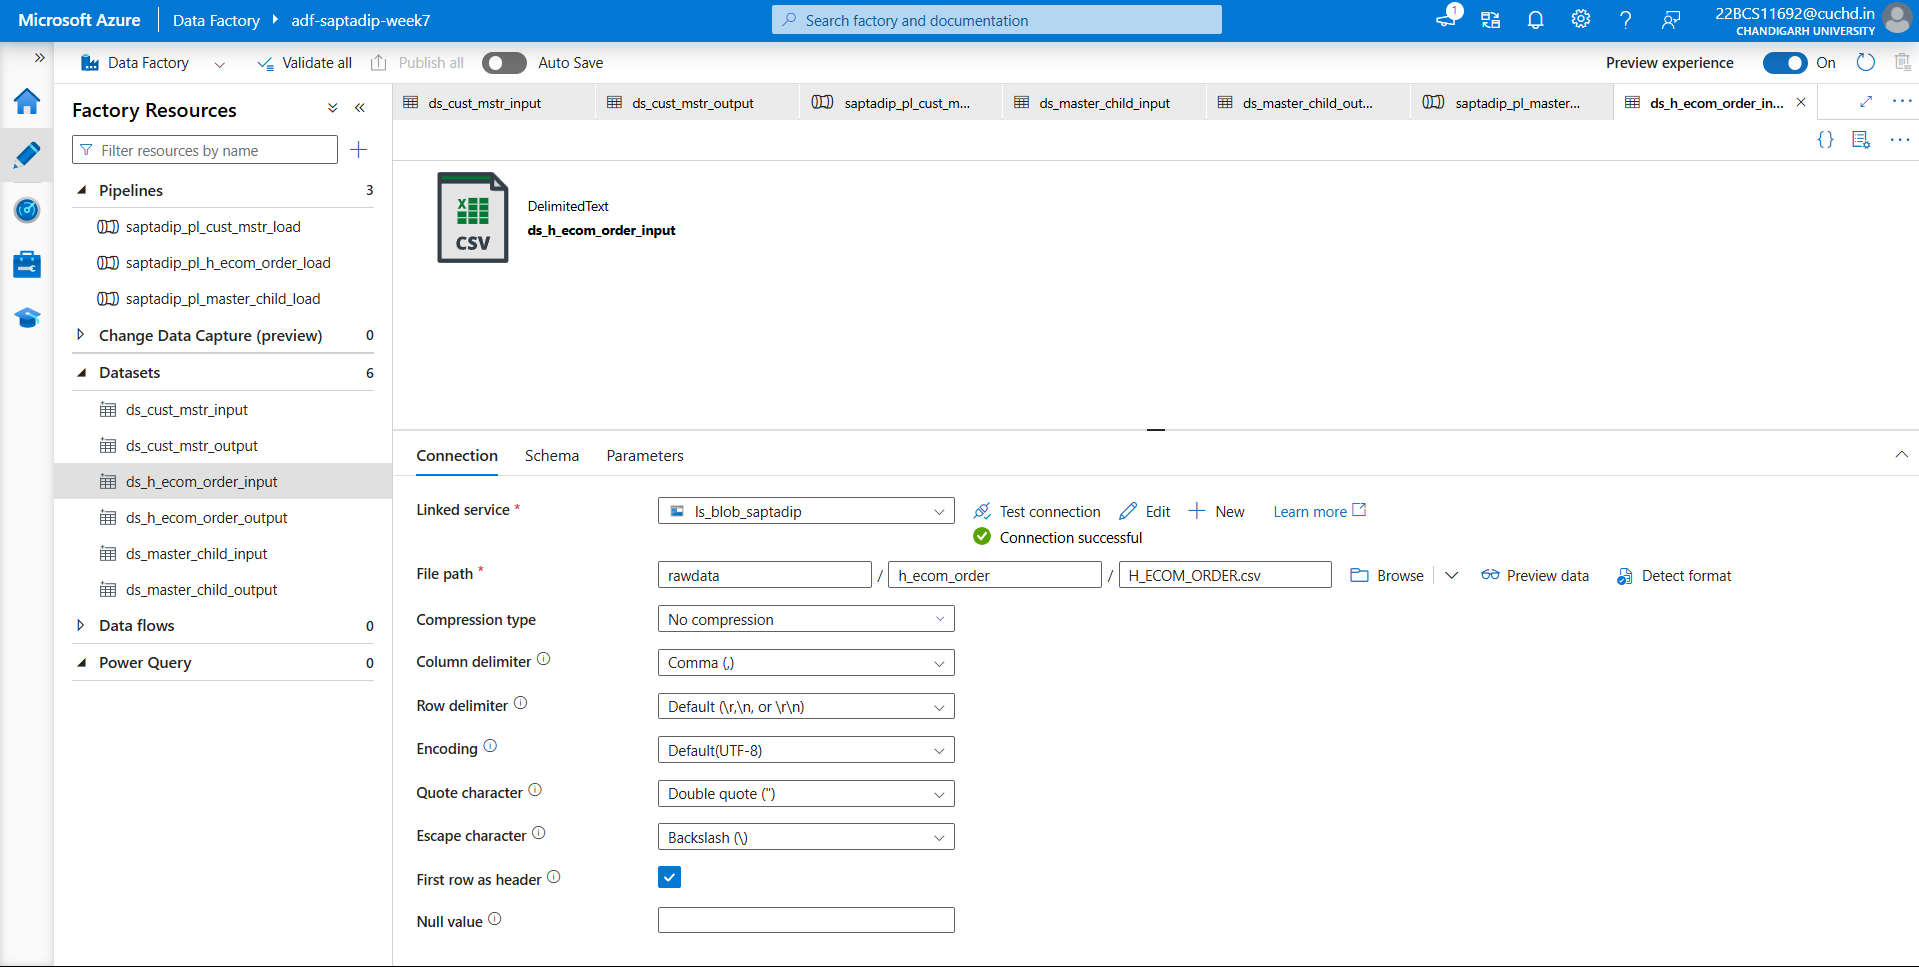 Microsoft Azure
Data Factory
adf-saptadip-week7
Search factory and documentation
1
22BCS11692@cuchd.in
CHANDIGARH UNIVERSITY
Data Factory
Validate all
Publish all
Auto Save
Preview experience
On
Factory Resources
Filter resources by name
Pipelines 3
saptadip_pl_cust_mstr_load
saptadip_pl_h_ecom_order_load
saptadip_pl_master_child_load
Change Data Capture (preview) 0
Datasets 6
ds_cust_mstr_input
ds_cust_mstr_output
ds_h_ecom_order_input
ds_h_ecom_order_output
ds_master_child_input
ds_master_child_output
Data flows 0
Power Query 0
ds_cust_mstr_input
ds_cust_mstr_output
saptadip_pl_cust_m...
ds_master_child_input
ds_master_child_out...
saptadip_pl_master...
ds_h_ecom_order_in...
{}
CSV
DelimitedText
ds_h_ecom_order_input
Connection
Schema
Parameters
Linked service *
ls_blob_saptadip
Test connection
Edit
New
Learn more
Connection successful
File path *
rawdata / h_ecom_order / H_ECOM_ORDER.csv
Browse
Preview data
Detect format
Compression type
No compression
Column delimiter
Comma (,)
Row delimiter
Default (\r,\n, or \r\n)
Encoding
Default(UTF-8)
Quote character
Double quote (")
Escape character
Backslash (\)
First row as header
Null value